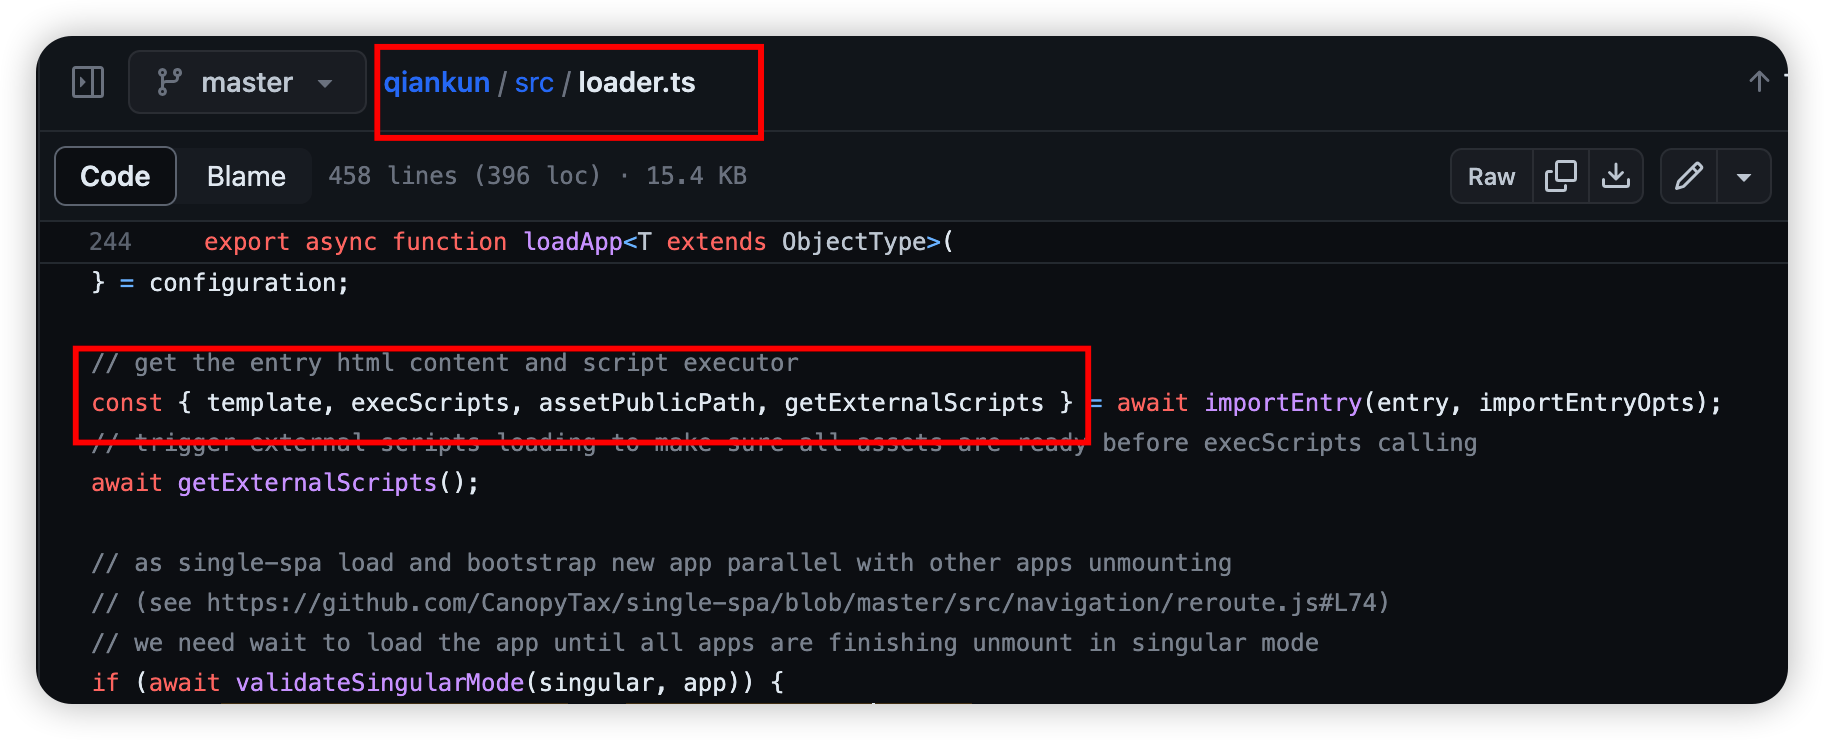 master qiankun / src / loader.ts
Code Blame 458 lines (396 loc) · 15.4 KB Raw
244 export async function loadApp<T extends ObjectType>(
} = configuration;
// get the entry html content and script executor
const { template, execScripts, assetPublicPath, getExternalScripts } = await importEntry(entry, importEntryOpts);
// trigger external scripts loading to make sure all assets are ready before execScripts calling
await getExternalScripts();
// as single-spa load and bootstrap new app parallel with other apps unmounting
// (see https://github.com/CanopyTax/single-spa/blob/master/src/navigation/reroute.js#L74)
// we need wait to load the app until all apps are finishing unmount in singular mode
if (await validateSingularMode(singular, app)) {